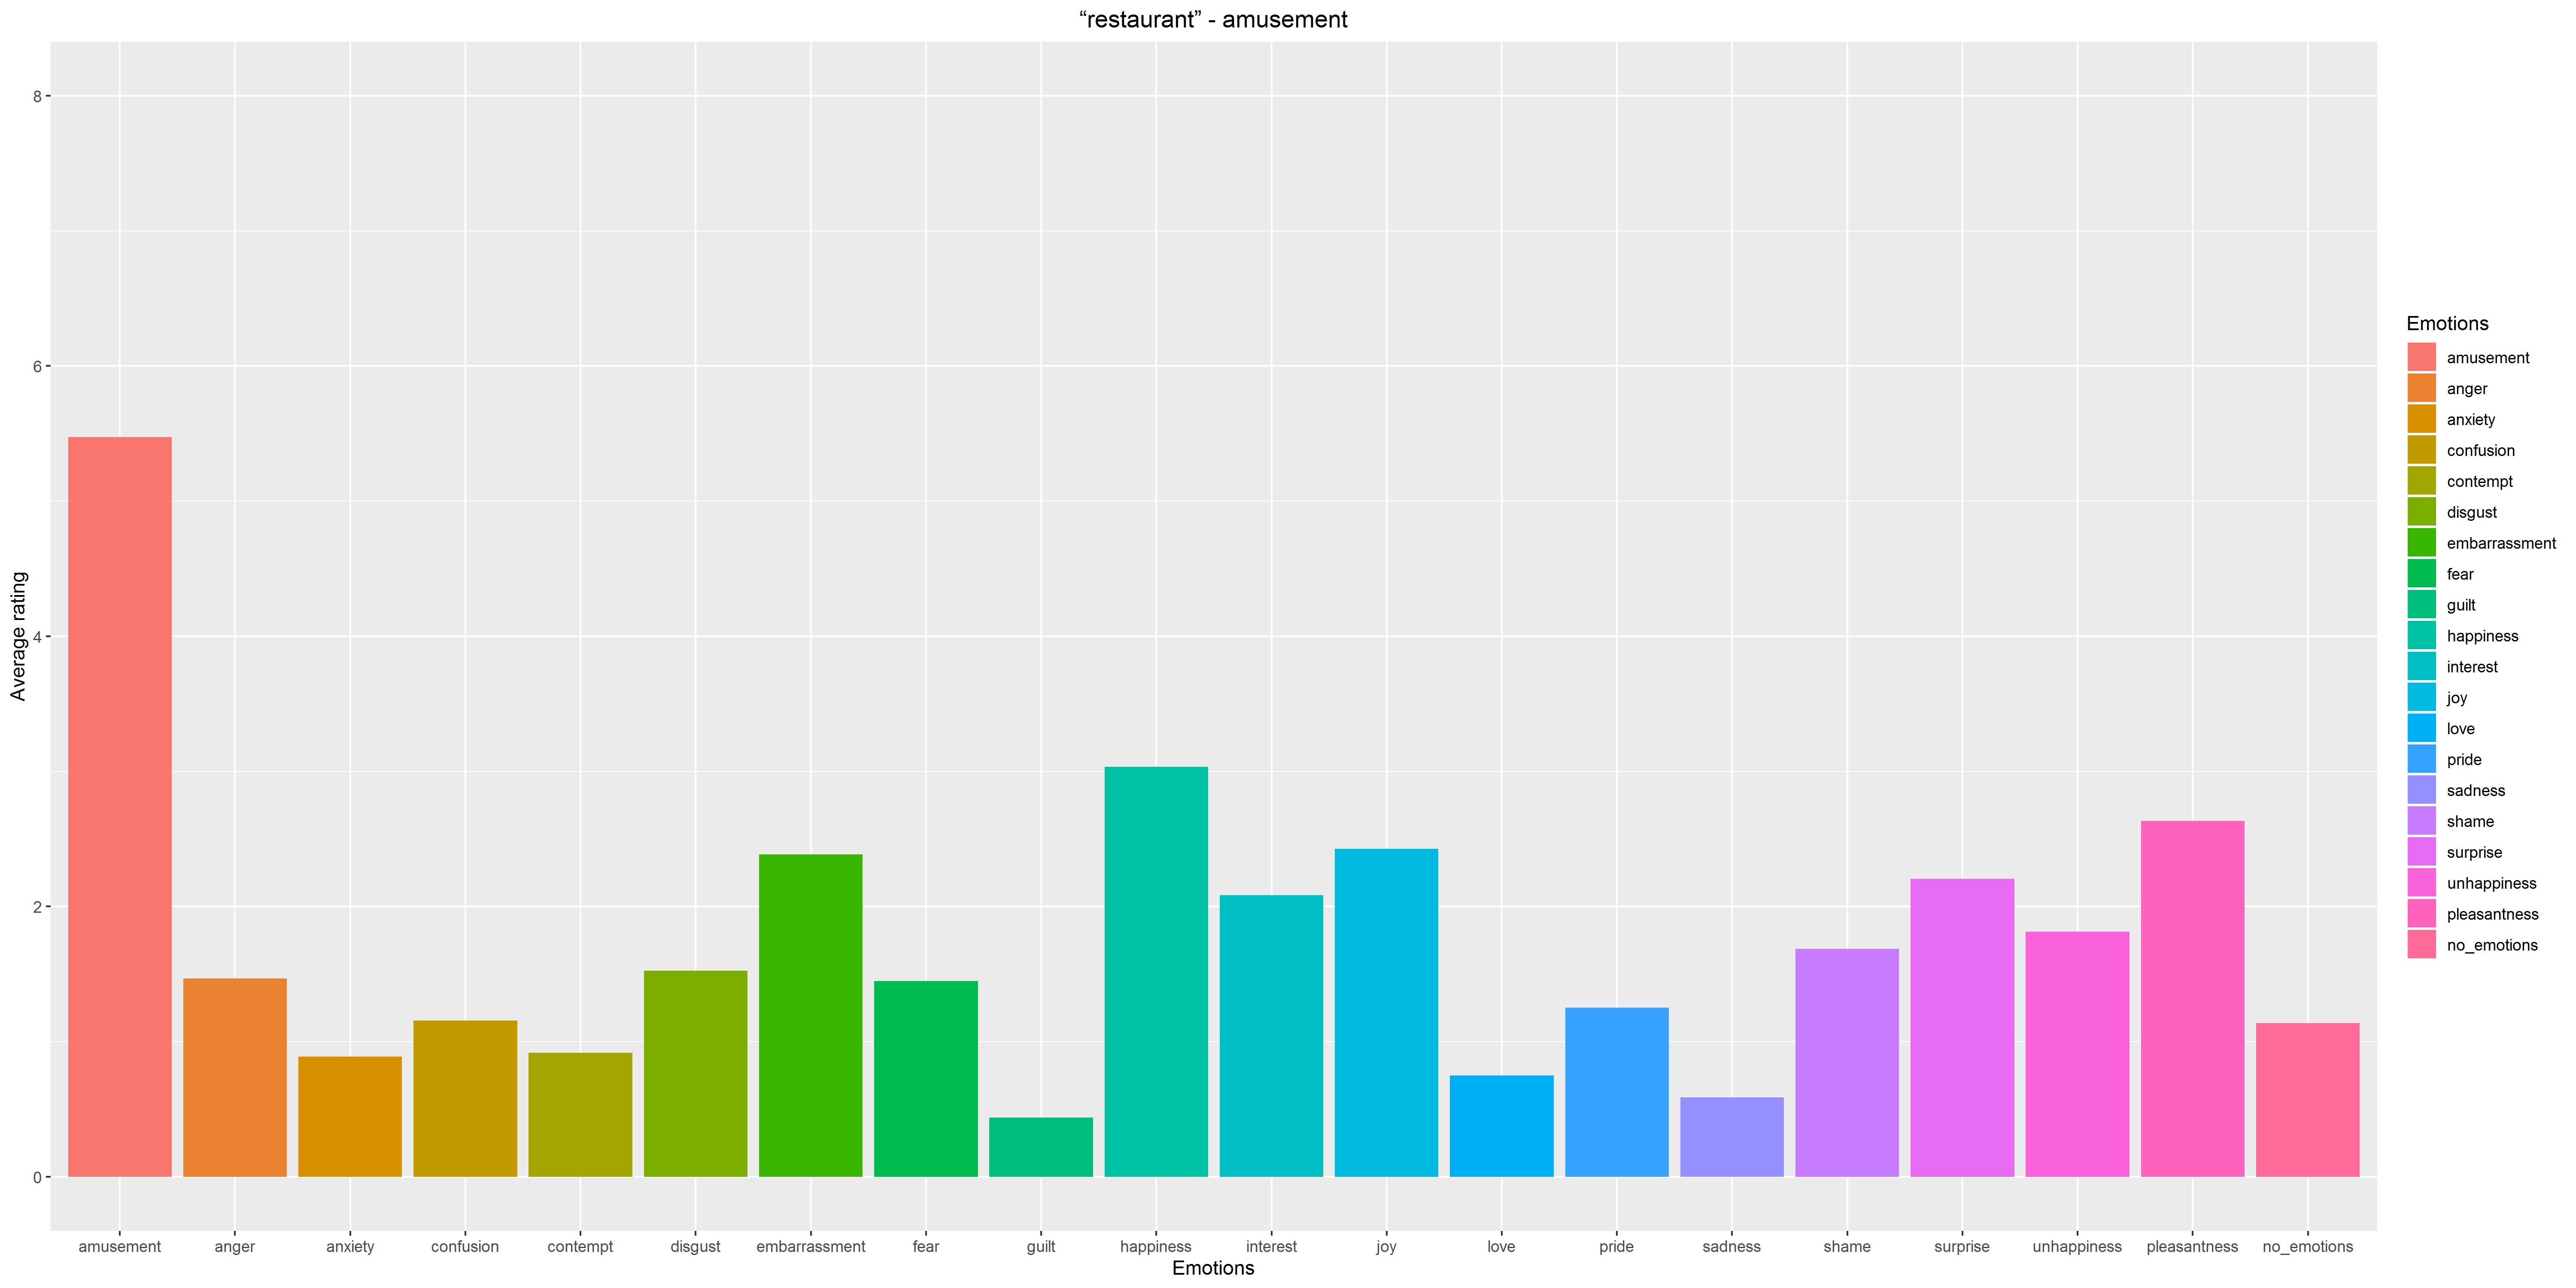 “restaurant” - amusement
8
6
4
2
0
Average rating
amusement anger anxiety confusion contempt disgust embarrassment fear guilt happiness interest joy love pride sadness shame surprise unhappiness pleasantness no_emotions
Emotions
Emotions
amusement
anger
anxiety
confusion
contempt
disgust
embarrassment
fear
guilt
happiness
interest
joy
love
pride
sadness
shame
surprise
unhappiness
pleasantness
no_emotions